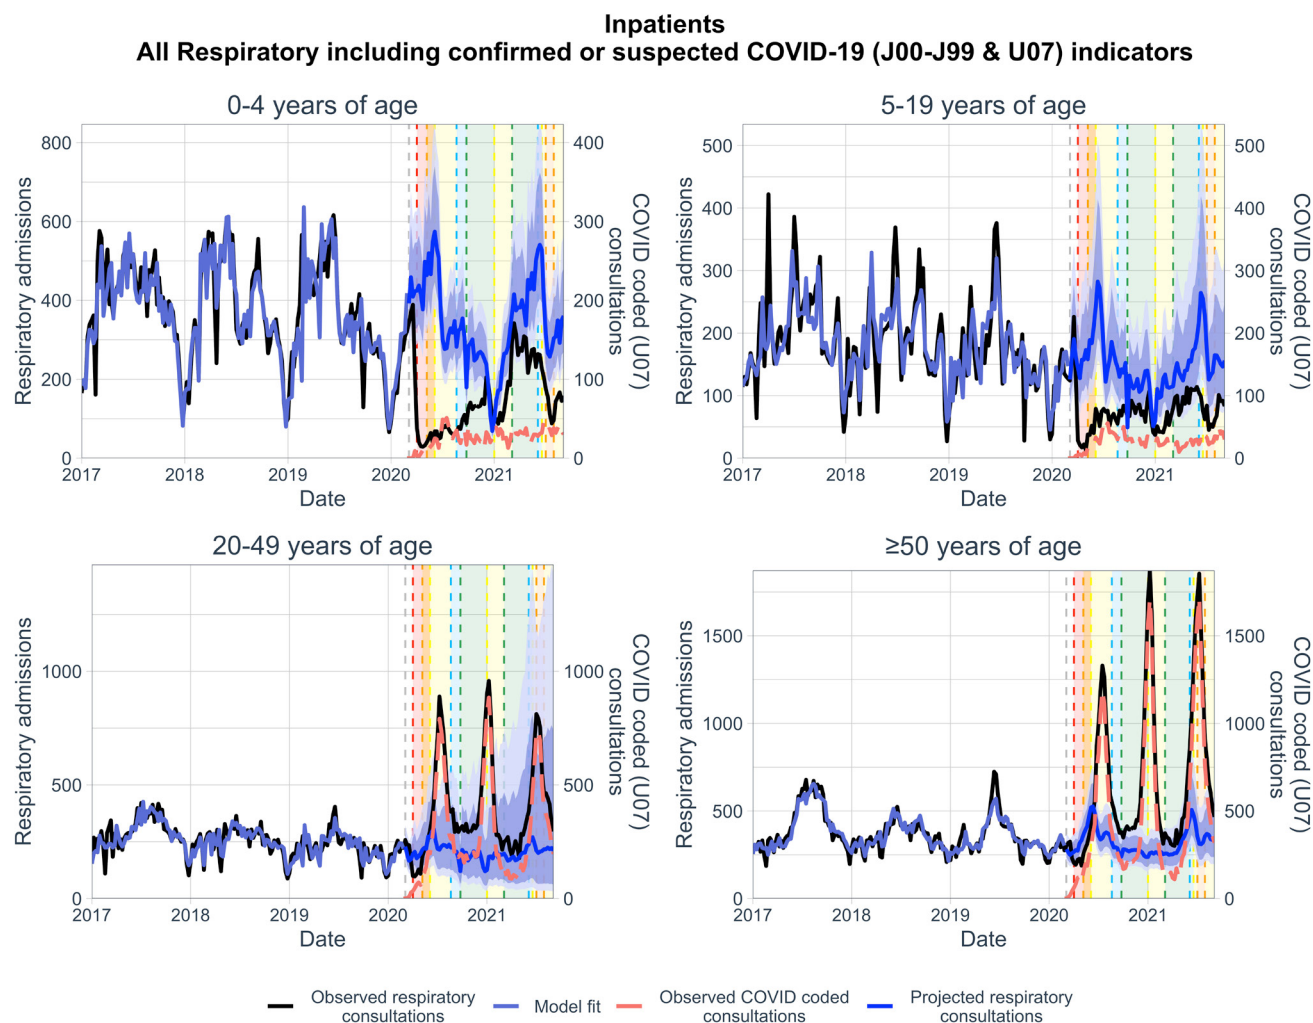 Inpatients
All Respiratory including confirmed or suspected COVID-19 (J00-J99 & U07) indicators
0-4 years of age
800
600
400
200
0
400
300
200
100
0
Respiratory admissions
COVID coded (U07)
consultations
2017 2018 2019 2020 2021
Date
5-19 years of age
500
400
300
200
100
0
500
400
300
200
100
0
Respiratory admissions
COVID coded (U07)
consultations
2017 2018 2019 2020 2021
Date
20-49 years of age
1000
500
0
1000
500
0
Respiratory admissions
COVID coded (U07)
consultations
2017 2018 2019 2020 2021
Date
≥50 years of age
1500
1000
500
0
1500
1000
500
0
Respiratory admissions
COVID coded (U07)
consultations
2017 2018 2019 2020 2021
Date
Observed respiratory
consultations
Model fit
Observed COVID coded
consultations
Projected respiratory
consultations